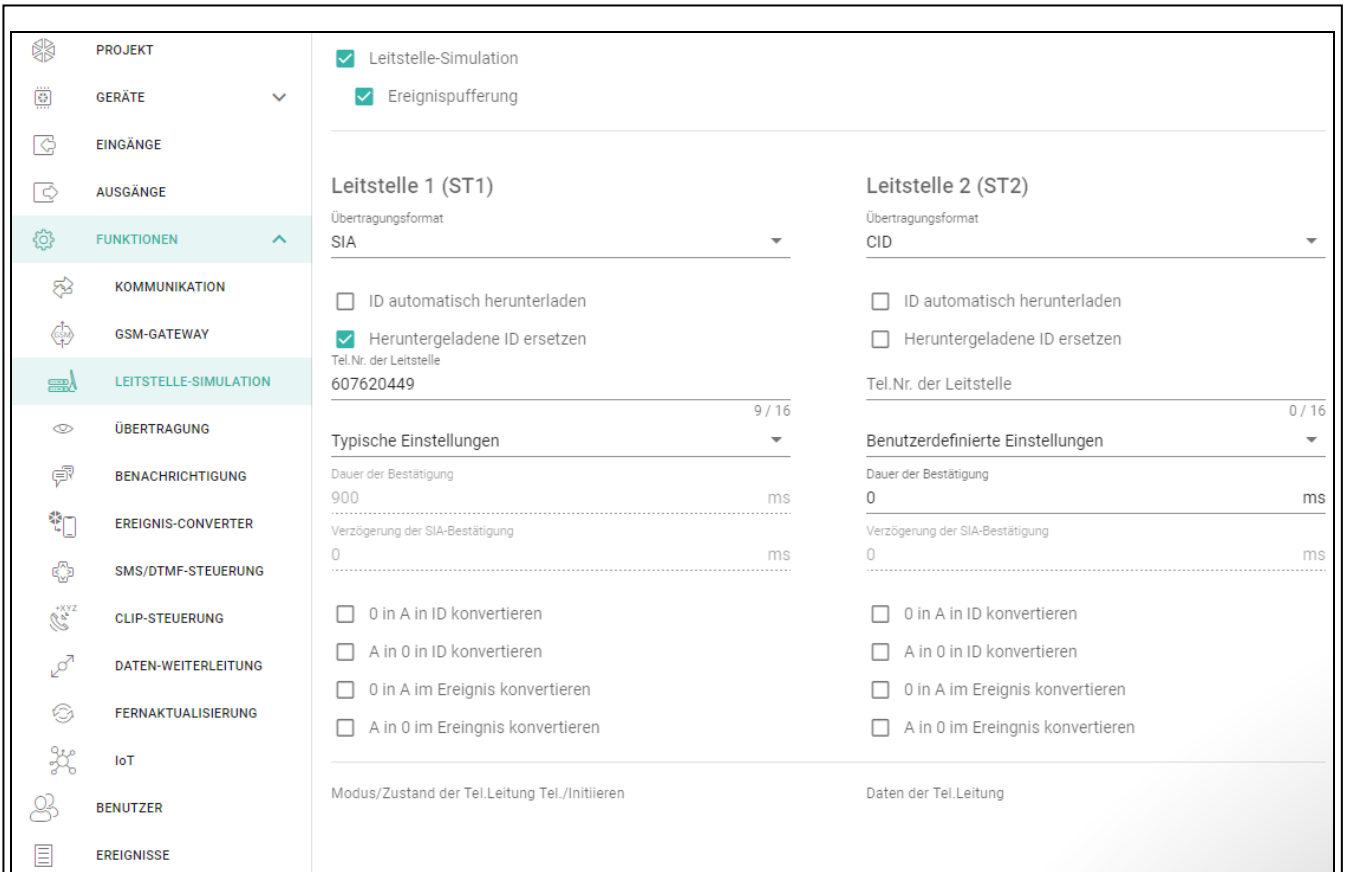 PROJEKT
GERÄTE
EINGÄNGE
AUSGÄNGE
FUNKTIONEN
KOMMUNIKATION
GSM-GATEWAY
GSM
LEITSTELLE-SIMULATION
ÜBERTRAGUNG
BENACHRICHTIGUNG
EREIGNIS-CONVERTER
SMS/DTMF-STEUERUNG
+XYZ
CLIP-STEUERUNG
DATEN-WEITERLEITUNG
FERNAKTUALISIERUNG
IoT
BENUTZER
EREIGNISSE
Leitstelle-Simulation
Ereignispufferung
Leitstelle 1 (ST1)
Übertragungsformat
SIA
ID automatisch herunterladen
Heruntergeladene ID ersetzen
Tel.Nr. der Leitstelle
607620449
9 / 16
Typische Einstellungen
Dauer der Bestätigung
900 ms
Verzögerung der SIA-Bestätigung
0 ms
0 in A in ID konvertieren
A in 0 in ID konvertieren
0 in A im Ereignis konvertieren
A in 0 im Ereingnis konvertieren
Modus/Zustand der Tel.Leitung Tel./Initiieren
Leitstelle 2 (ST2)
Übertragungsformat
CID
ID automatisch herunterladen
Heruntergeladene ID ersetzen
Tel.Nr. der Leitstelle
0 / 16
Benutzerdefinierte Einstellungen
Dauer der Bestätigung
0 ms
Verzögerung der SIA-Bestätigung
0 ms
0 in A in ID konvertieren
A in 0 in ID konvertieren
0 in A im Ereignis konvertieren
A in 0 im Ereingnis konvertieren
Daten der Tel.Leitung